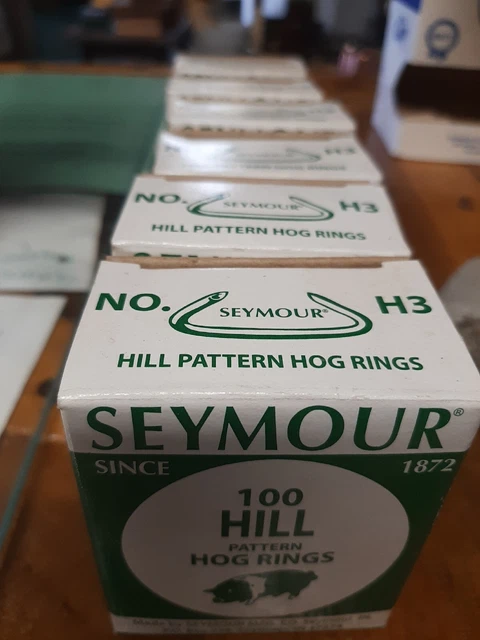 H3
NO. SEYMOUR® H3
HILL PATTERN HOG RINGS
NO. SEYMOUR® H3
HILL PATTERN HOG RINGS
SEYMOUR®
SINCE 1872
100
HILL
PATTERN
HOG RINGS